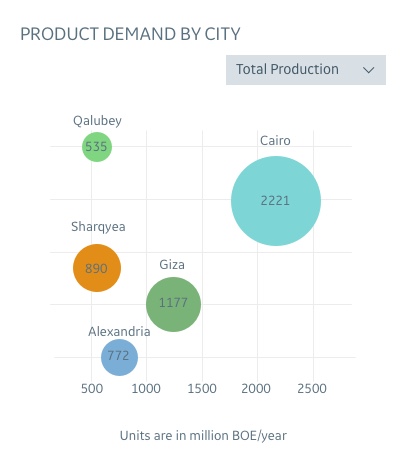 PRODUCT DEMAND BY CITY
Total Production
Qalubey
535
Cairo
2221
Sharqyea
890
Giza
1177
Alexandria
772
500 1000 1500 2000 2500
Units are in million BOE/year